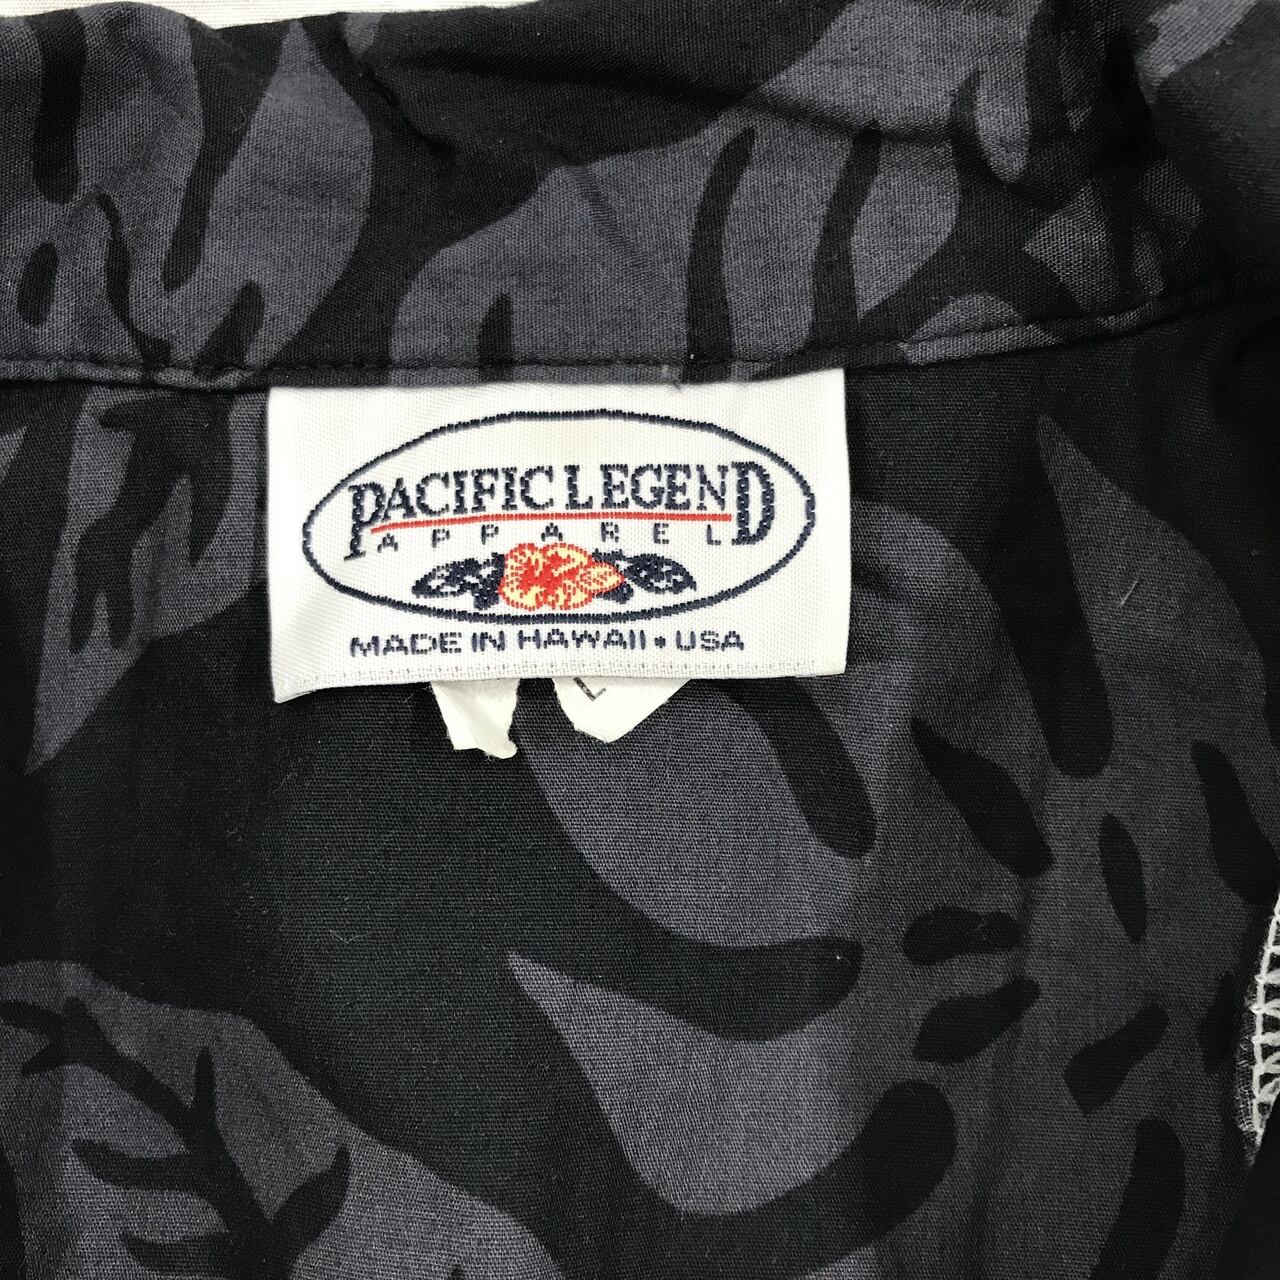 PACIFIC LEGEND
APPAREL
MADE IN HAWAII • USA
L